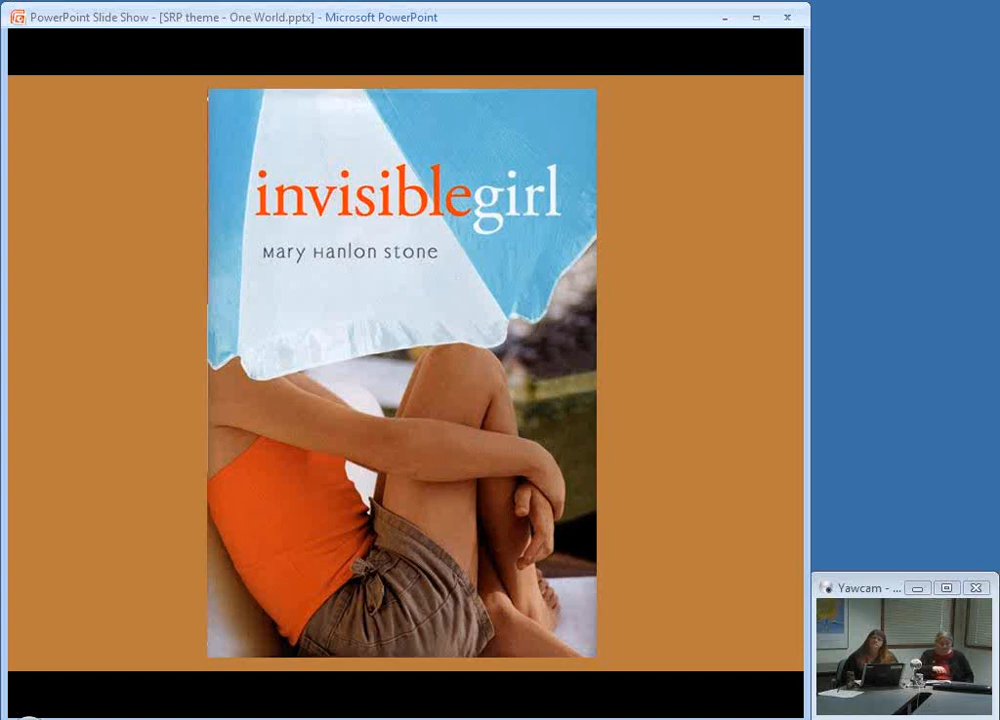 PowerPoint Slide Show - [SRP theme - One World.pptx] - Microsoft PowerPoint
invisiblegirl
Mary Hanlon Stone
Yawcam - ...